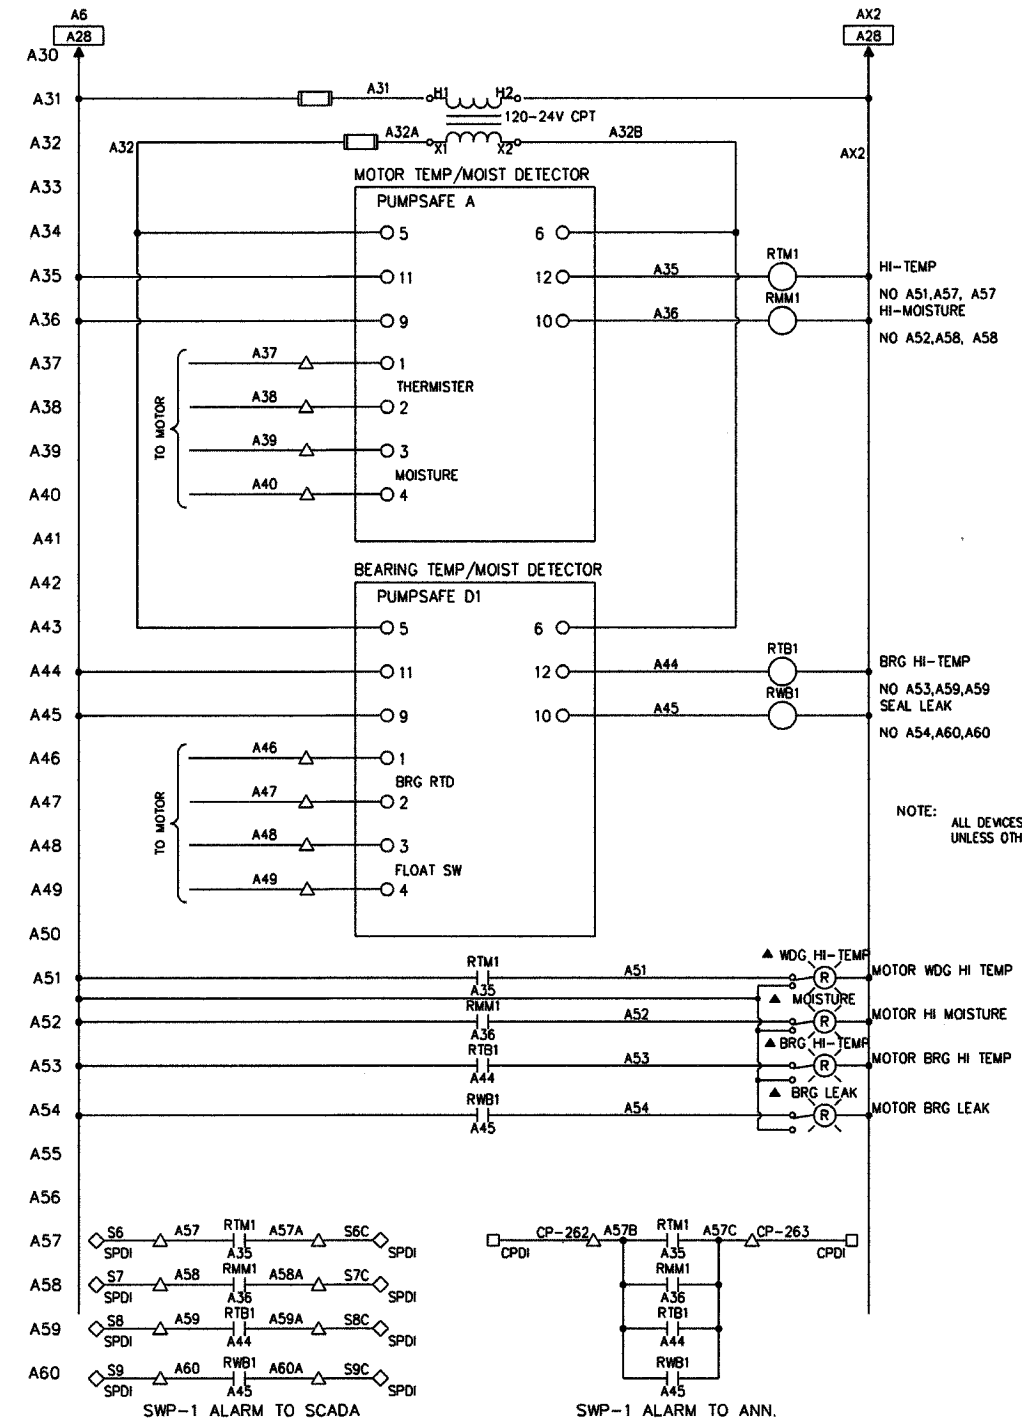 A6 AX2
A28 A28
A30
A31 A31 H1 H2
120-24V CPT
A32 A32 A32A X1 X2 A32B AX2
A33 MOTOR TEMP/MOIST DETECTOR
PUMPSAFE A
A34 5 6
A35 11 12 A35 RTM1 HI-TEMP
NO A51,A57, A57
A36 9 10 A36 RMM1 HI-MOISTURE
NO A52,A58, A58
A37 A37 1
THERMISTER
A38 A38 2
TO MOTOR
A39 A39 3
MOISTURE
A40 A40 4
A41
A42 BEARING TEMP/MOIST DETECTOR
PUMPSAFE D1
A43 5 6
A44 11 12 A44 RTB1 BRG HI-TEMP
NO A53,A59,A59
A45 9 10 A45 RWB1 SEAL LEAK
NO A54,A60,A60
A46 A46 1
BRG RTD
A47 A47 2
TO MOTOR
NOTE:
ALL DEVICES
UNLESS OTH
A48 A48 3
FLOAT SW
A49 A49 4
A50
WDG HI-TEMP
A51 RTM1 A35 A51 R MOTOR WDG HI TEMP
MOISTURE
A52 RMM1 A36 A52 R MOTOR HI MOISTURE
BRG HI-TEMP
A53 RTB1 A44 A53 R MOTOR BRG HI TEMP
BRG LEAK
A54 RWB1 A45 A54 R MOTOR BRG LEAK
A55
A56
A57 S6 SPDI A57 RTM1 A35 A57A S6C SPDI CPDI CP-262 A57B RTM1 A35 A57C CP-263 CPDI
A58 S7 SPDI A58 RMM1 A36 A58A S7C SPDI RMM1 A36
A59 S8 SPDI A59 RTB1 A44 A59A S8C SPDI RTB1 A44
A60 S9 SPDI A60 RWB1 A45 A60A S9C SPDI RWB1 A45
SWP-1 ALARM TO SCADA SWP-1 ALARM TO ANN.